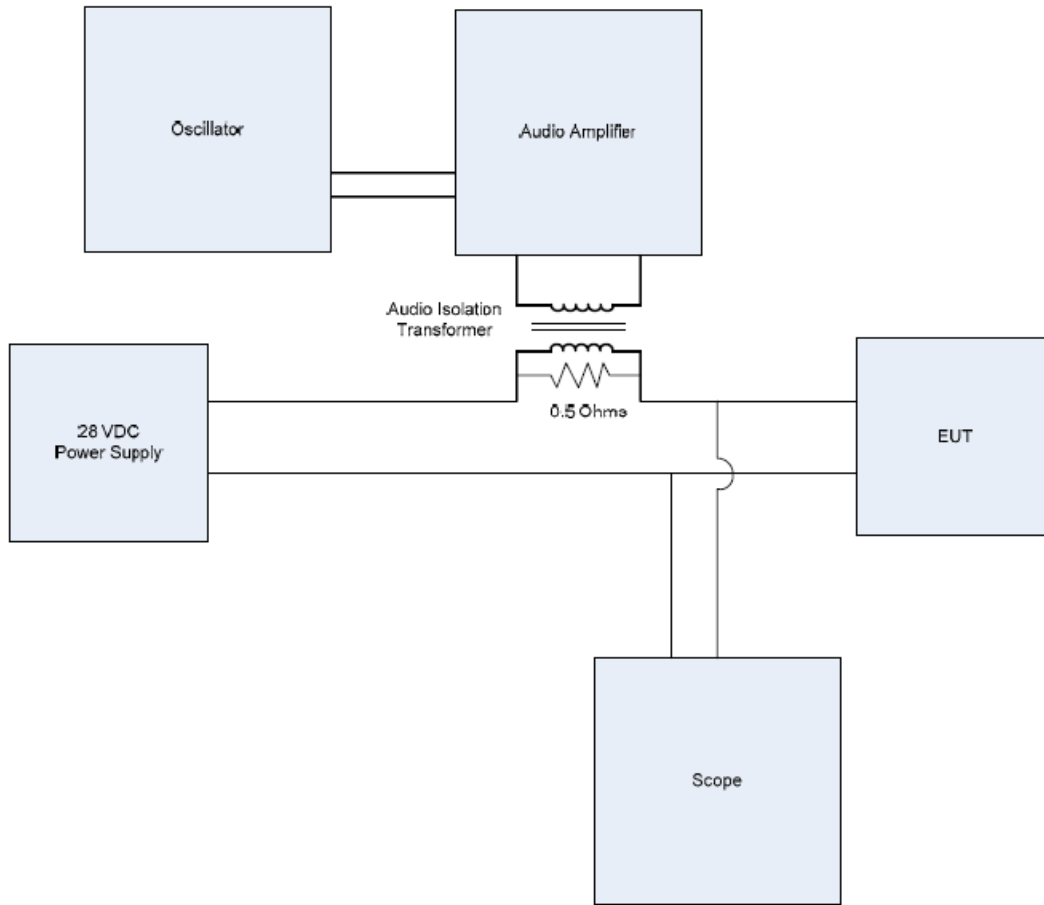 Oscillator
Audio Amplifier
Audio Isolation
Transformer
0.5 Ohms
28 VDC
Power Supply
EUT
Scope